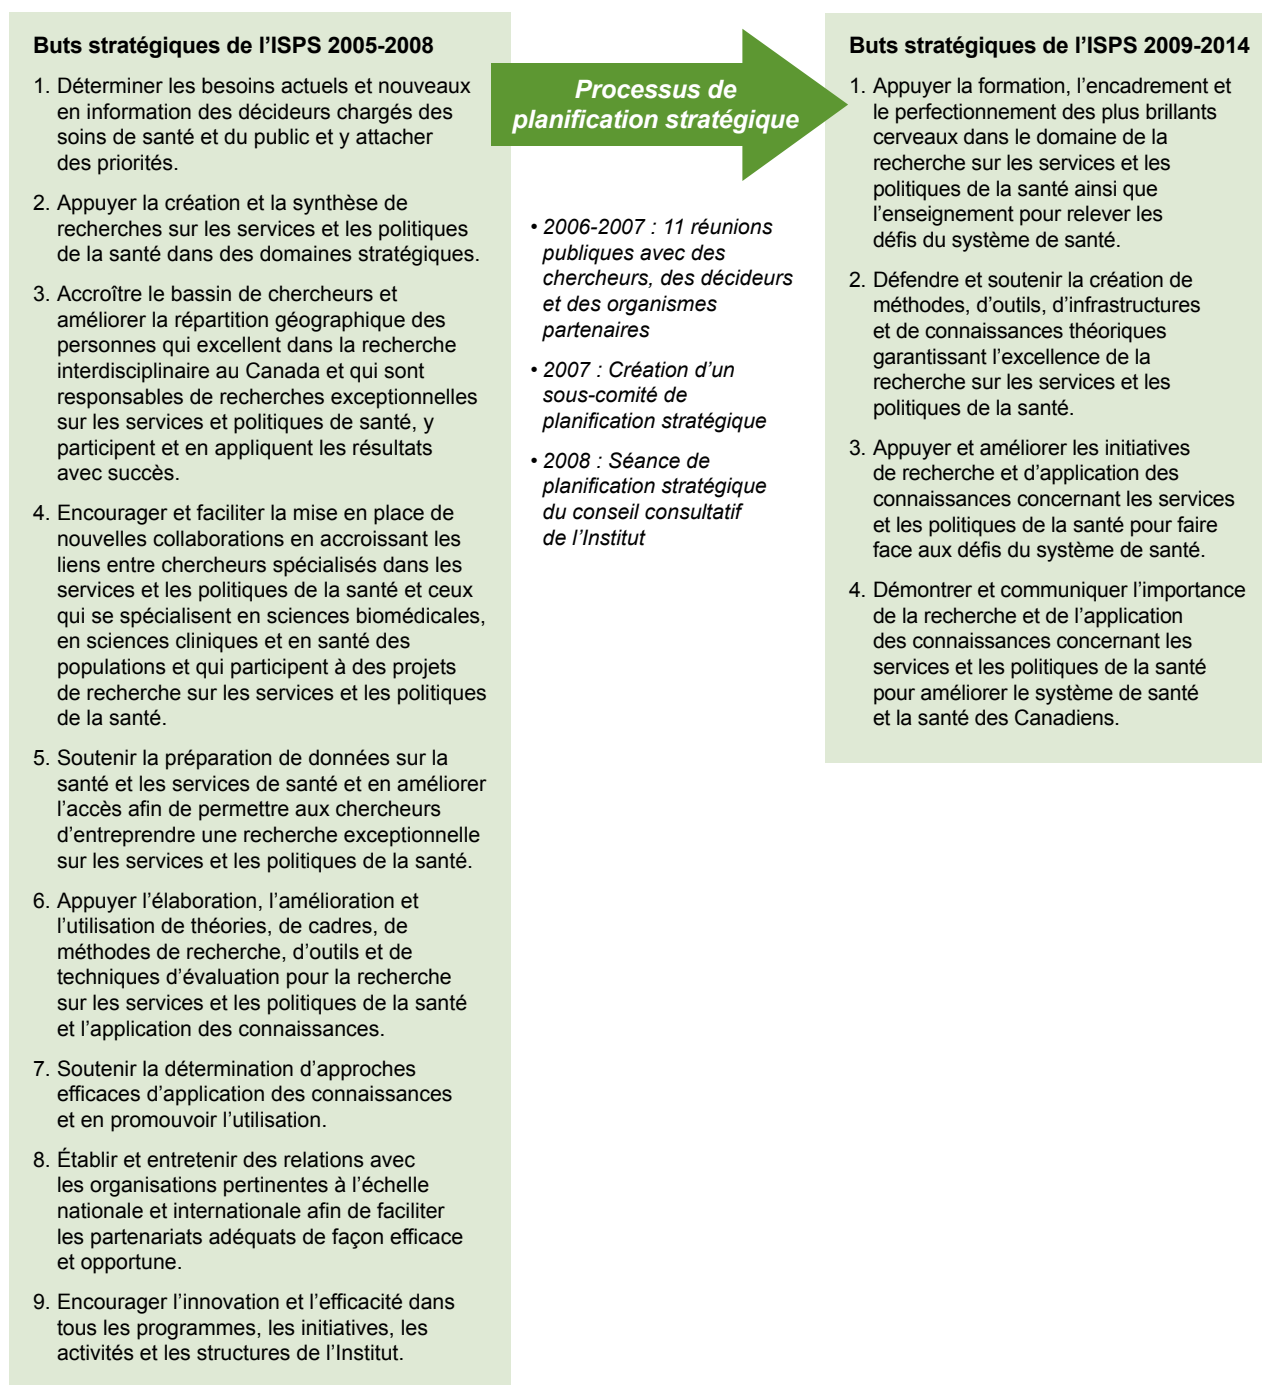 Buts stratégiques de l’ISPS 2005-2008
1. Déterminer les besoins actuels et nouveaux
en information des décideurs chargés des
soins de santé et du public et y attacher
des priorités.
2. Appuyer la création et la synthèse de
recherches sur les services et les politiques
de la santé dans des domaines stratégiques.
3. Accroître le bassin de chercheurs et
améliorer la répartition géographique des
personnes qui excellent dans la recherche
interdisciplinaire au Canada et qui sont
responsables de recherches exceptionnelles
sur les services et politiques de santé, y
participent et en appliquent les résultats
avec succès.
4. Encourager et faciliter la mise en place de
nouvelles collaborations en accroissant les
liens entre chercheurs spécialisés dans les
services et les politiques de la santé et ceux
qui se spécialisent en sciences biomédicales,
en sciences cliniques et en santé des
populations et qui participent à des projets
de recherche sur les services et les politiques
de la santé.
5. Soutenir la préparation de données sur la
santé et les services de santé et en améliorer
l’accès afin de permettre aux chercheurs
d’entreprendre une recherche exceptionnelle
sur les services et les politiques de la santé.
6. Appuyer l’élaboration, l’amélioration et
l’utilisation de théories, de cadres, de
méthodes de recherche, d’outils et de
techniques d’évaluation pour la recherche
sur les services et les politiques de la santé
et l’application des connaissances.
7. Soutenir la détermination d’approches
efficaces d’application des connaissances
et en promouvoir l’utilisation.
8. Établir et entretenir des relations avec
les organisations pertinentes à l’échelle
nationale et internationale afin de faciliter
les partenariats adéquats de façon efficace
et opportune.
9. Encourager l’innovation et l’efficacité dans
tous les programmes, les initiatives, les
activités et les structures de l’Institut.
Processus de
planification stratégique
• 2006-2007 : 11 réunions
publiques avec des
chercheurs, des décideurs
et des organismes
partenaires
• 2007 : Création d’un
sous-comité de
planification stratégique
• 2008 : Séance de
planification stratégique
du conseil consultatif
de l’Institut
Buts stratégiques de l’ISPS 2009-2014
1. Appuyer la formation, l’encadrement et
le perfectionnement des plus brillants
cerveaux dans le domaine de la
recherche sur les services et les
politiques de la santé ainsi que
l’enseignement pour relever les
défis du système de santé.
2. Défendre et soutenir la création de
méthodes, d’outils, d’infrastructures
et de connaissances théoriques
garantissant l’excellence de la
recherche sur les services et les
politiques de la santé.
3. Appuyer et améliorer les initiatives
de recherche et d’application des
connaissances concernant les services
et les politiques de la santé pour faire
face aux défis du système de santé.
4. Démontrer et communiquer l’importance
de la recherche et de l’application
des connaissances concernant les
services et les politiques de la santé
pour améliorer le système de santé
et la santé des Canadiens.